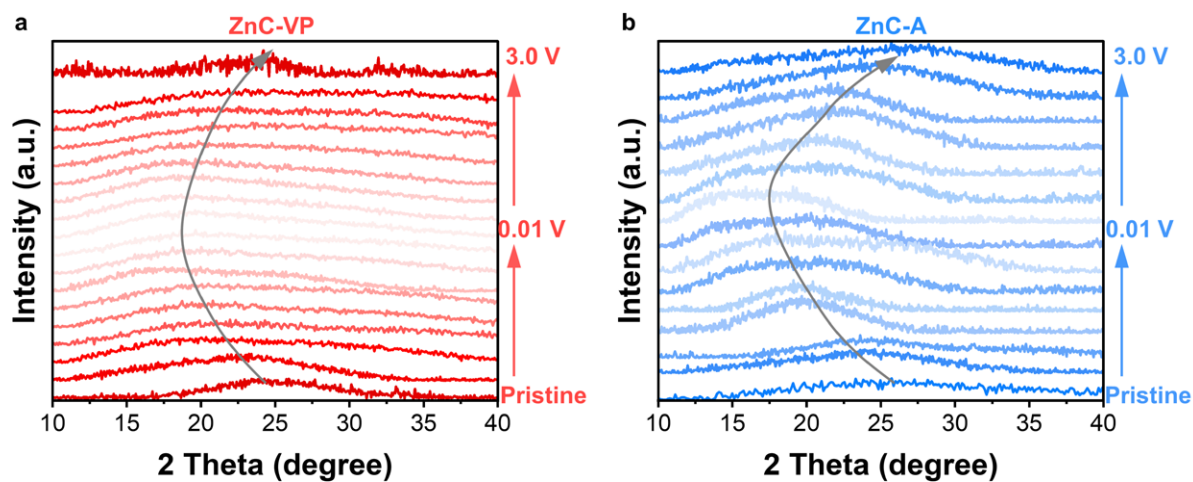 a
ZnC-VP
3.0 V
0.01 V
Pristine
Intensity (a.u.)
10 15 20 25 30 35 40
2 Theta (degree)
b
ZnC-A
3.0 V
0.01 V
Pristine
Intensity (a.u.)
10 15 20 25 30 35 40
2 Theta (degree)